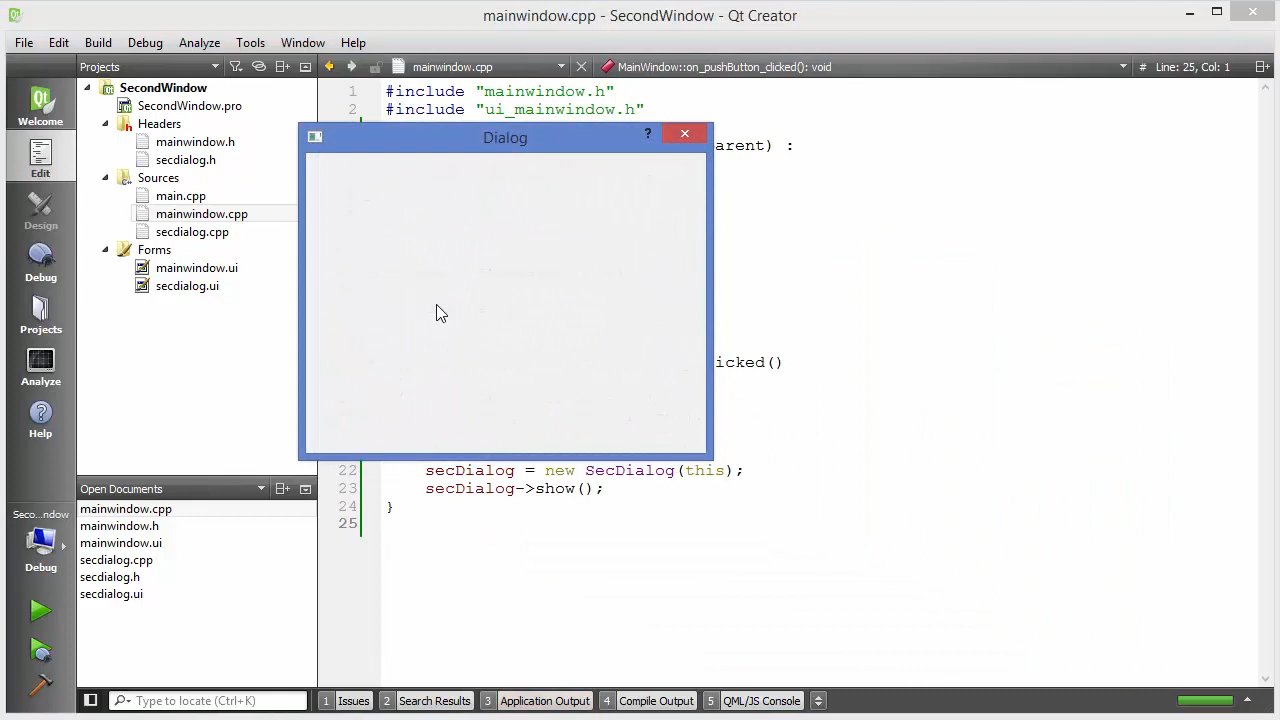 mainwindow.cpp - SecondWindow - Qt Creator
File Edit Build Debug Analyze Tools Window Help
Projects
mainwindow.cpp
MainWindow::on_pushButton_clicked(): void
# Line: 25, Col: 1
Welcome
Edit
Design
Debug
Projects
Analyze
Help
SecondWindow
SecondWindow.pro
Headers
mainwindow.h
secdialog.h
Sources
main.cpp
mainwindow.cpp
secdialog.cpp
Forms
mainwindow.ui
secdialog.ui
1 #include "mainwindow.h"
2 #include "ui_mainwindow.h"
arent) :
Dialog
?
icked()
22 secDialog = new SecDialog(this);
23 secDialog->show();
24 }
25
Open Documents
mainwindow.cpp
mainwindow.h
mainwindow.ui
secdialog.cpp
secdialog.h
secdialog.ui
Seco...ndow
Debug
Type to locate (Ctrl+K)
1 Issues 2 Search Results 3 Application Output 4 Compile Output 5 QML/JS Console